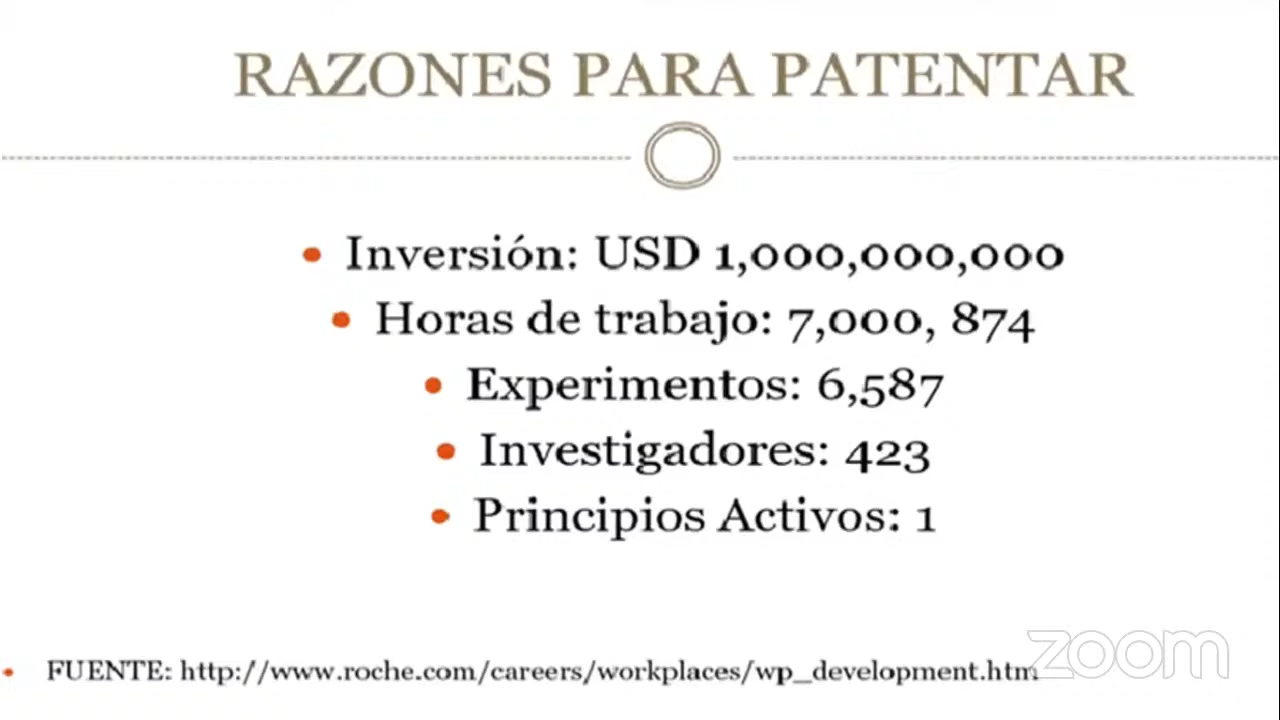 RAZONES PARA PATENTAR
• Inversión: USD 1,000,000,000
• Horas de trabajo: 7,000, 874
• Experimentos: 6,587
• Investigadores: 423
• Principios Activos: 1
• FUENTE: http://www.roche.com/careers/workplaces/wp_development.htm
zoom